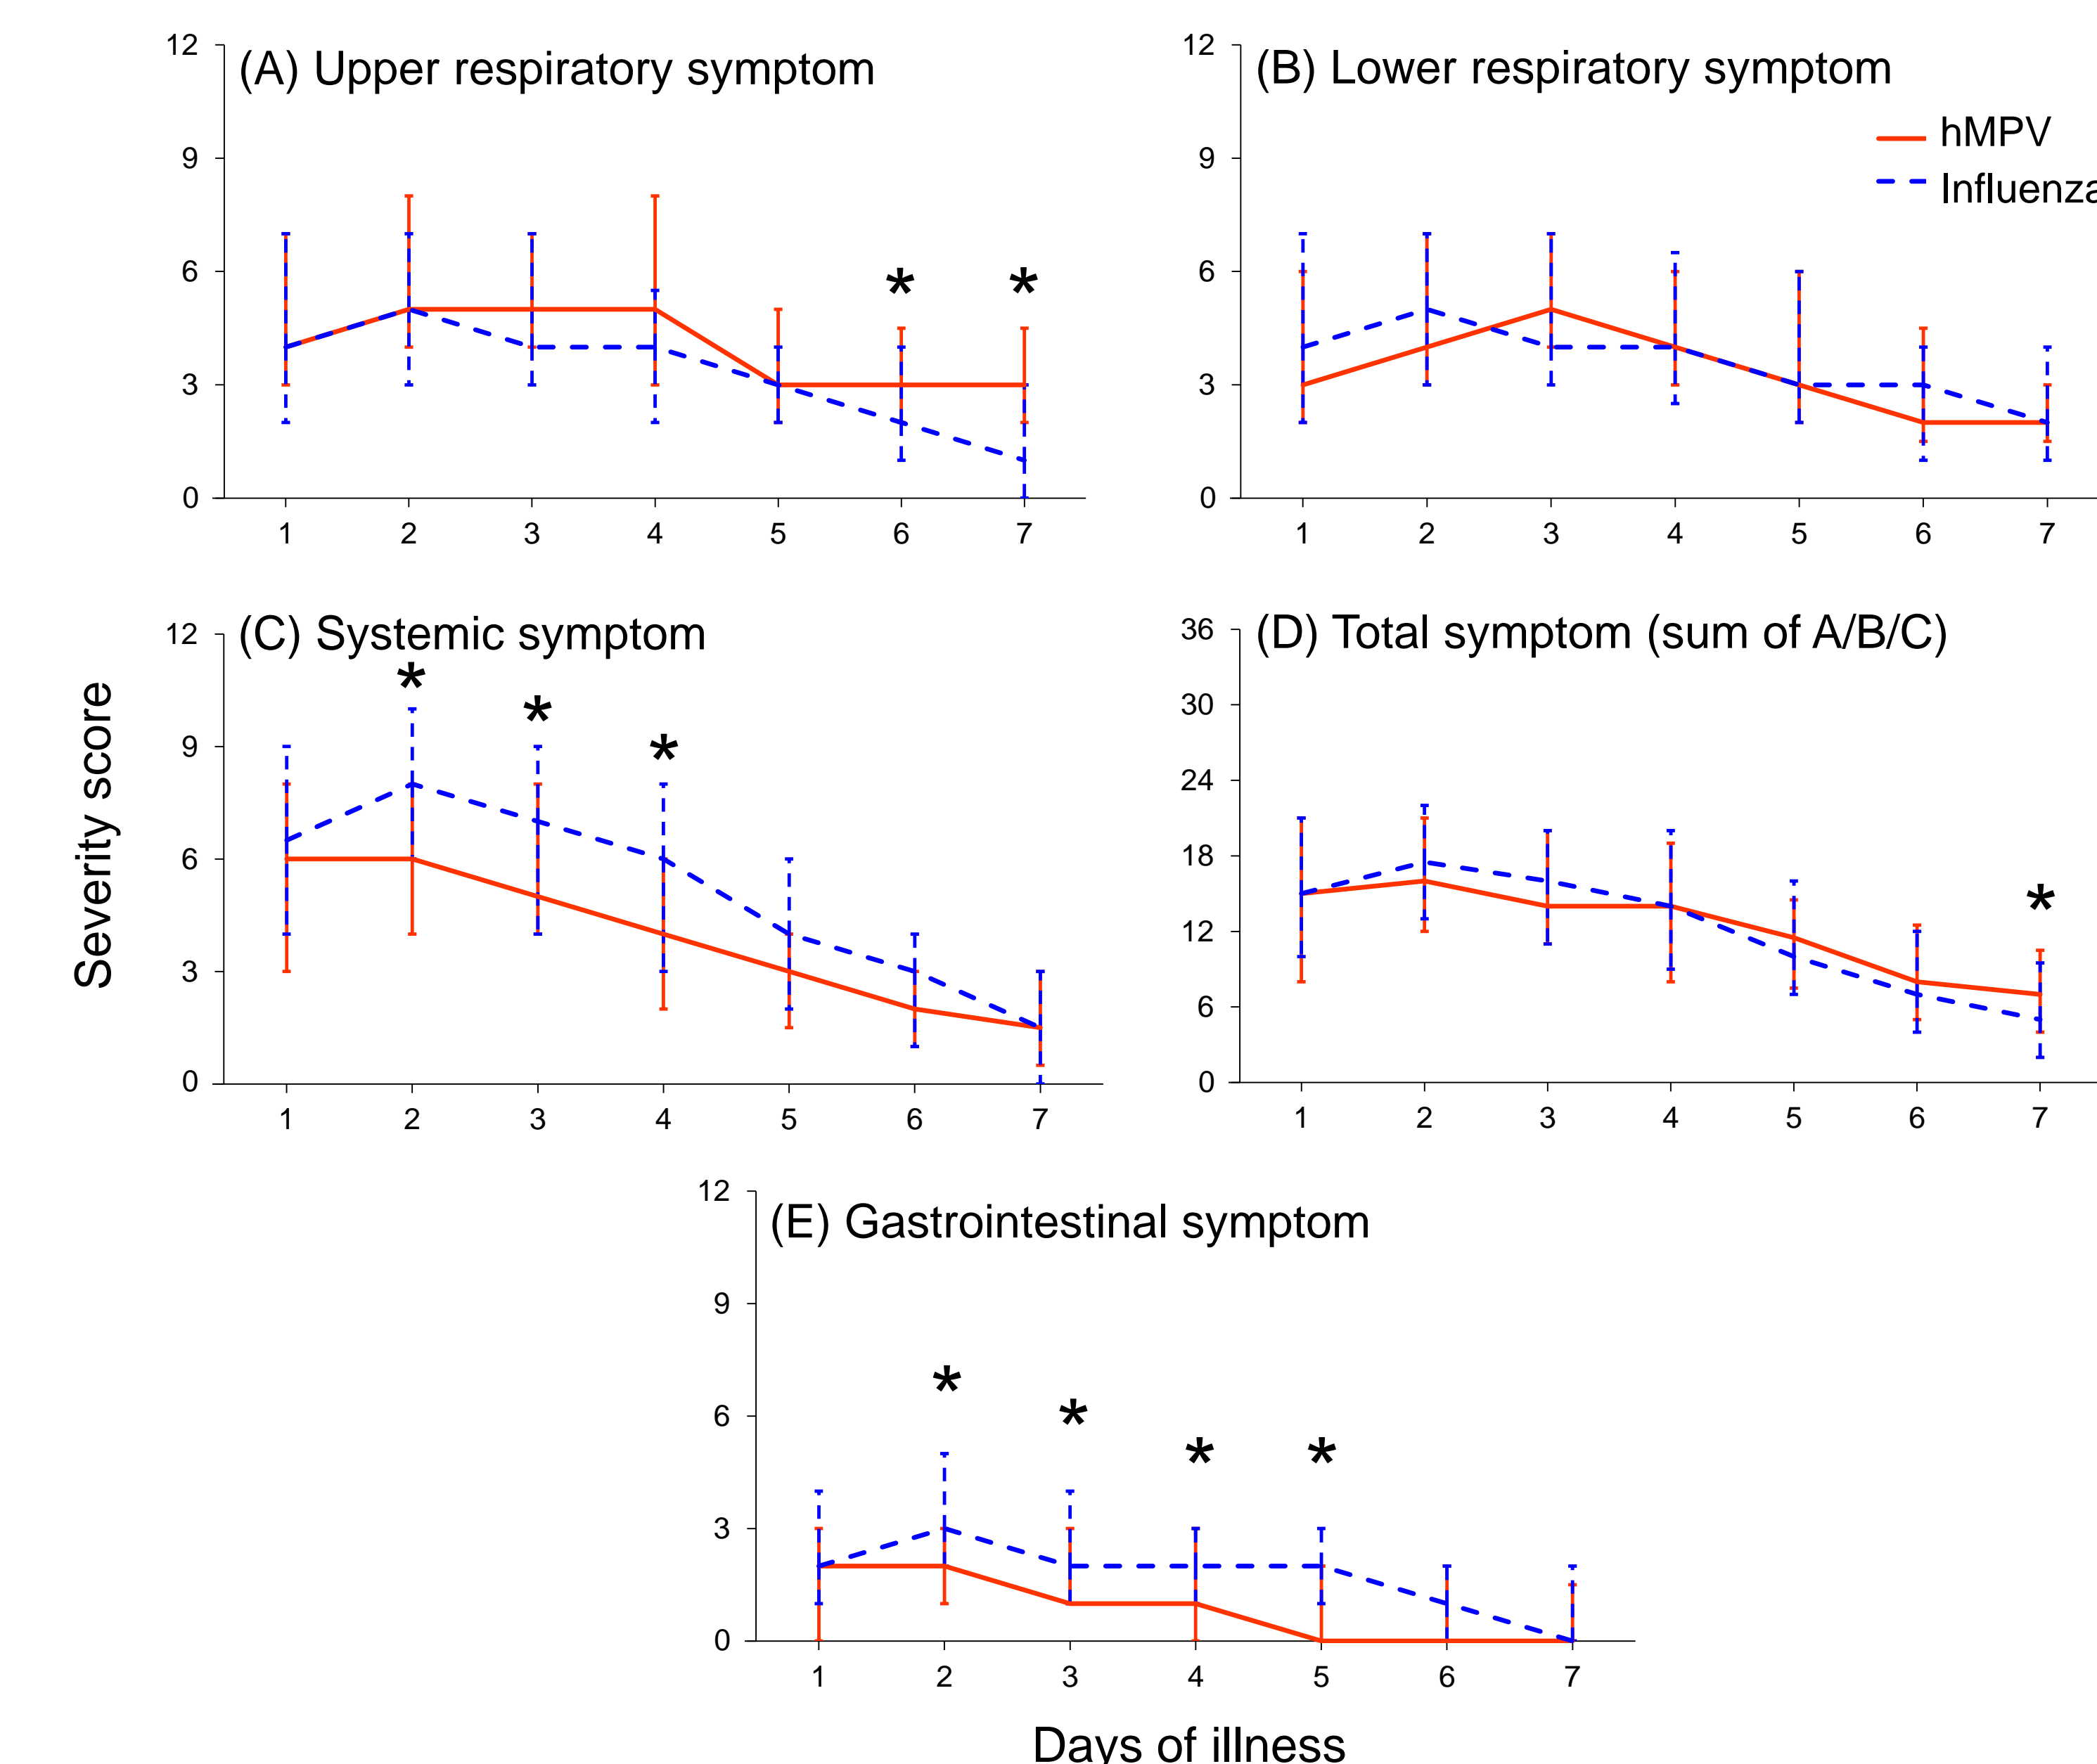 (A) Upper respiratory symptom
12
9
6
3
0
* *
1 2 3 4 5 6 7
(B) Lower respiratory symptom
hMPV
Influenza
12
9
6
3
0
1 2 3 4 5 6 7
Severity score
(C) Systemic symptom
12
9
6
3
0
* * *
1 2 3 4 5 6 7
(D) Total symptom (sum of A/B/C)
36
30
24
18
12
6
0
*
1 2 3 4 5 6 7
(E) Gastrointestinal symptom
12
9
6
3
0
* * * *
1 2 3 4 5 6 7
Days of illness